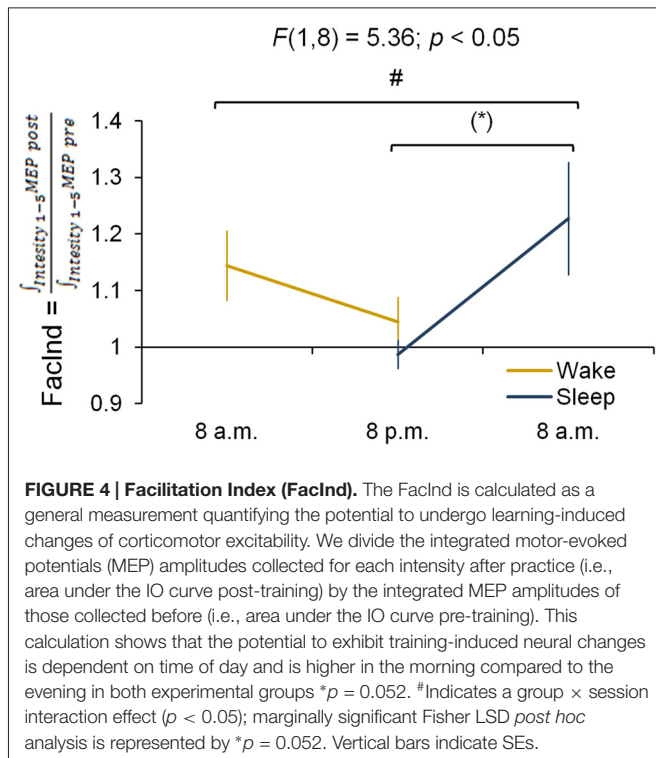 F(1,8) = 5.36; p < 0.05
#
(*)
FacInd = ∫Intesity 1−5 MEP post / ∫Intesity 1−5 MEP pre
1.4
1.3
1.2
1.1
1
0.9
Wake
Sleep
8 a.m. 8 p.m. 8 a.m.
FIGURE 4 | Facilitation Index (FacInd). The FacInd is calculated as a
general measurement quantifying the potential to undergo learning-induced
changes of corticomotor excitability. We divide the integrated motor-evoked
potentials (MEP) amplitudes collected for each intensity after practice (i.e.,
area under the IO curve post-training) by the integrated MEP amplitudes of
those collected before (i.e., area under the IO curve pre-training). This
calculation shows that the potential to exhibit training-induced neural changes
is dependent on time of day and is higher in the morning compared to the
evening in both experimental groups *p = 0.052. #Indicates a group × session
interaction effect (p < 0.05); marginally significant Fisher LSD post hoc
analysis is represented by *p = 0.052. Vertical bars indicate SEs.